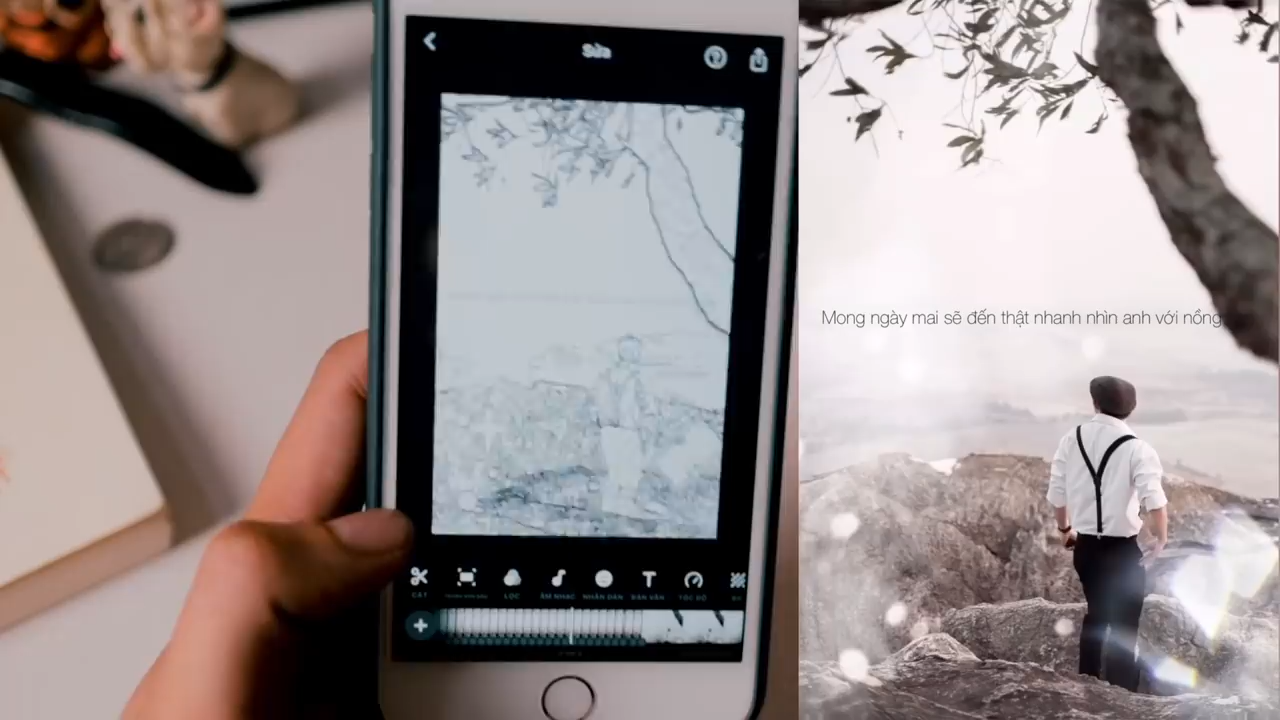 Sửa
CẮT
LỌC
ÂM NHẠC
NHÃN DÁN
BẢN VĂN
TỐC ĐỘ
Mong ngày mai sẽ đến thật nhanh nhìn anh với nồng